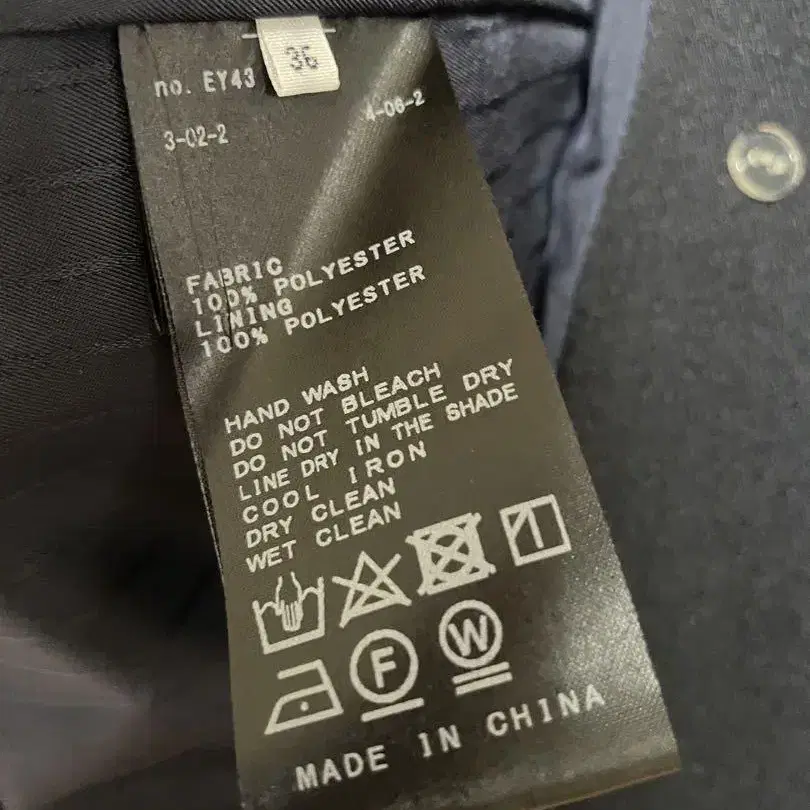 36
no. EY43
3-02-2
4-06-2
FABRIC
100% POLYESTER
LINING
100% POLYESTER
HAND WASH
DO NOT BLEACH
DO NOT TUMBLE DRY
LINE DRY IN THE SHADE
COOL IRON
DRY CLEAN
WET CLEAN
F
W
MADE IN CHINA